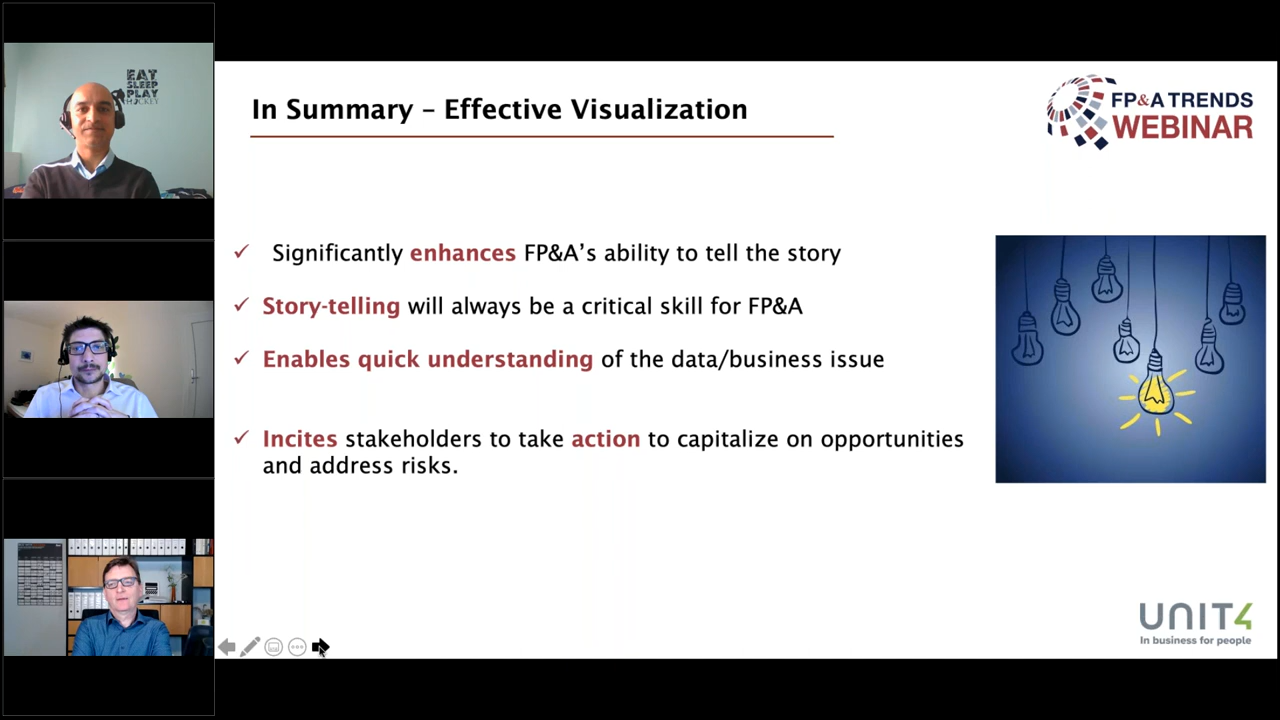 EAT
SLEEP
PLAY
HOCKEY
In Summary – Effective Visualization
FP&A TRENDS
WEBINAR
✓ Significantly enhances FP&A’s ability to tell the story
✓ Story-telling will always be a critical skill for FP&A
✓ Enables quick understanding of the data/business issue
✓ Incites stakeholders to take action to capitalize on opportunities
and address risks.
UNIT4
In business for people